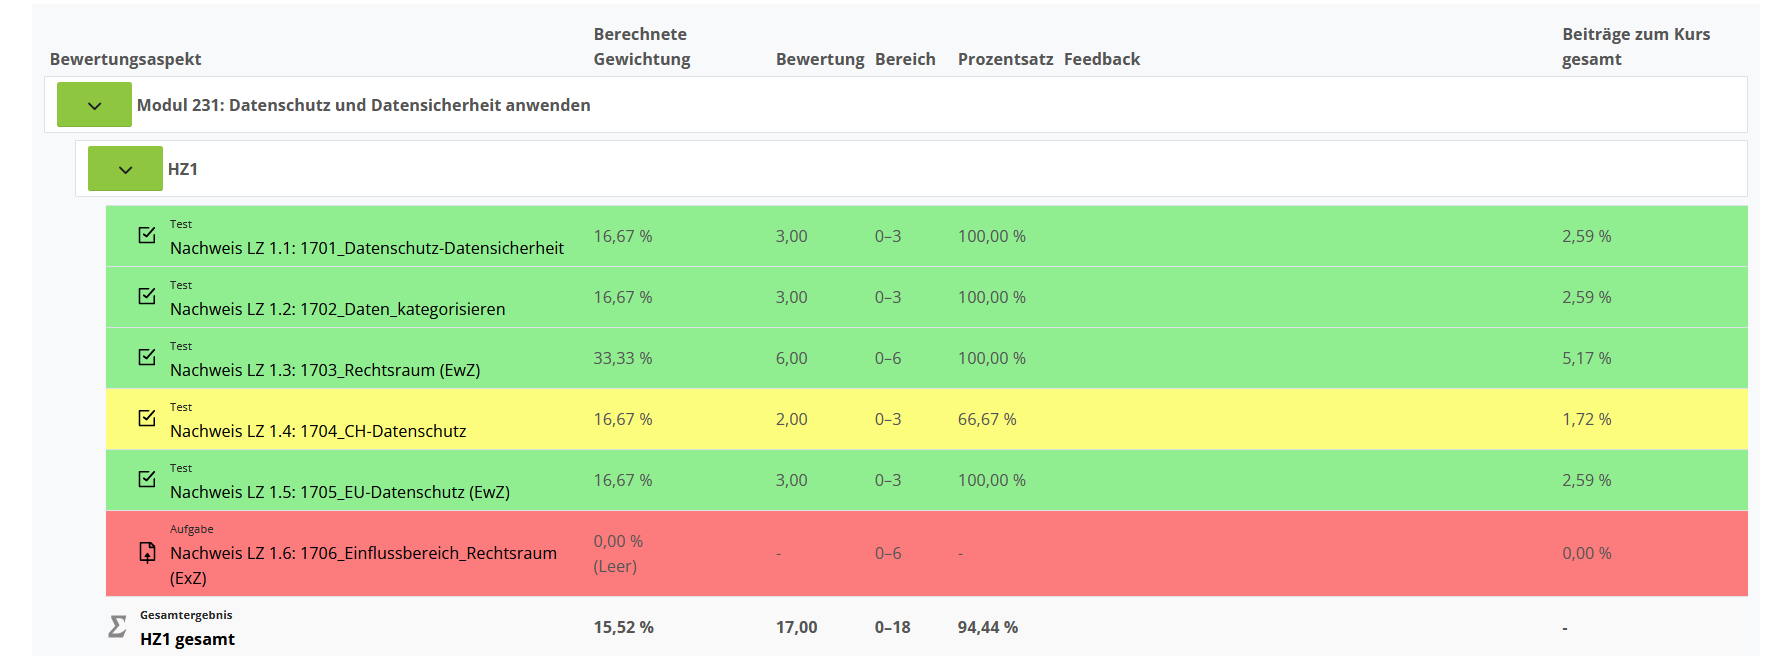 Bewertungsaspekt Berechnete Gewichtung Bewertung Bereich Prozentsatz Feedback Beiträge zum Kurs gesamt
Modul 231: Datenschutz und Datensicherheit anwenden
HZ1
Test
Nachweis LZ 1.1: 1701_Datenschutz-Datensicherheit 16,67 % 3,00 0–3 100,00 % 2,59 %
Test
Nachweis LZ 1.2: 1702_Daten_kategorisieren 16,67 % 3,00 0–3 100,00 % 2,59 %
Test
Nachweis LZ 1.3: 1703_Rechtsraum (EwZ) 33,33 % 6,00 0–6 100,00 % 5,17 %
Test
Nachweis LZ 1.4: 1704_CH-Datenschutz 16,67 % 2,00 0–3 66,67 % 1,72 %
Test
Nachweis LZ 1.5: 1705_EU-Datenschutz (EwZ) 16,67 % 3,00 0–3 100,00 % 2,59 %
Aufgabe
Nachweis LZ 1.6: 1706_Einflussbereich_Rechtsraum (ExZ) 0,00 % (Leer) - 0–6 - 0,00 %
Gesamtergebnis
Σ HZ1 gesamt 15,52 % 17,00 0–18 94,44 % -